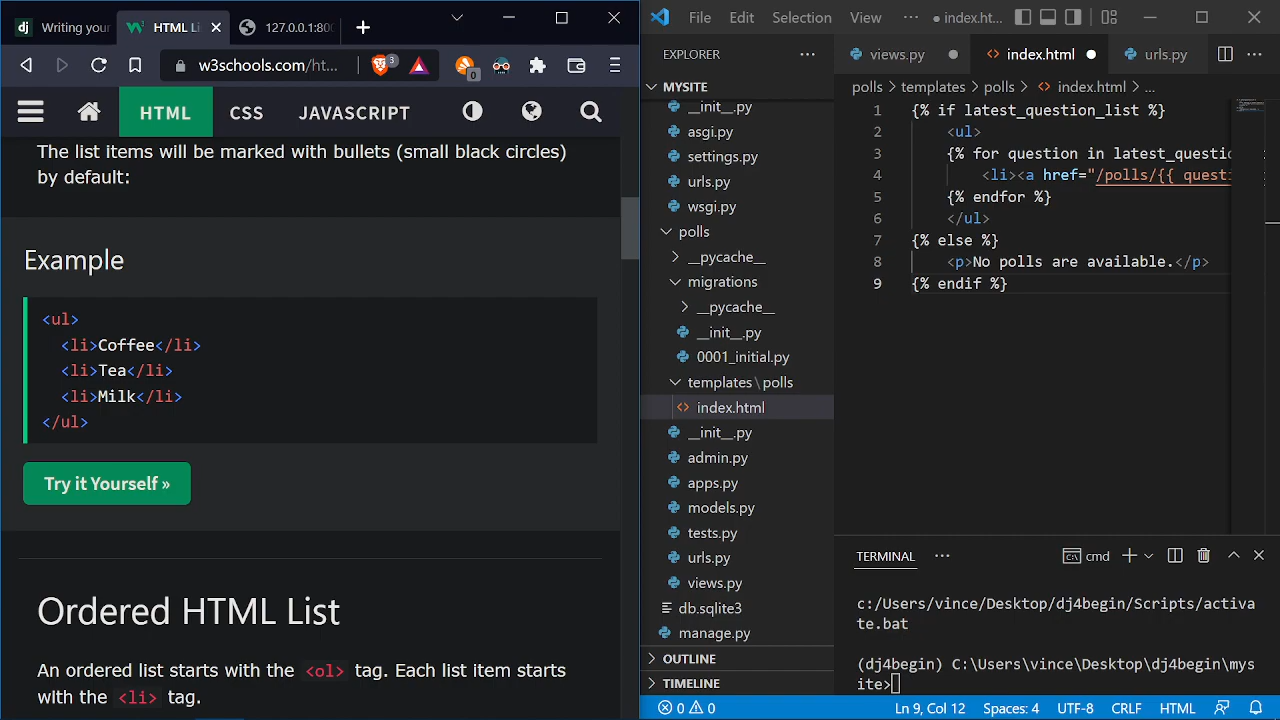 Writing your
HTML Li
127.0.0.1:800
w3schools.com/ht...
3
0
HTML
CSS
JAVASCRIPT
The list items will be marked with bullets (small black circles)
by default:
Example
<ul>
<li>Coffee</li>
<li>Tea</li>
<li>Milk</li>
</ul>
Try it Yourself »
Ordered HTML List
An ordered list starts with the <ol> tag. Each list item starts
with the <li> tag.
File Edit Selection View ··· ● index.ht...
EXPLORER
views.py
index.html
urls.py
MYSITE
__init__.py
asgi.py
settings.py
urls.py
wsgi.py
polls
__pycache__
migrations
__pycache__
__init__.py
0001_initial.py
templates\polls
index.html
__init__.py
admin.py
apps.py
models.py
tests.py
urls.py
views.py
db.sqlite3
manage.py
OUTLINE
TIMELINE
polls > templates > polls > index.html > ...
1 {% if latest_question_list %}
2 <ul>
3 {% for question in latest_questio
4 <li><a href="/polls/{{ questi
5 {% endfor %}
6 </ul>
7 {% else %}
8 <p>No polls are available.</p>
9 {% endif %}
TERMINAL
cmd
c:/Users/vince/Desktop/dj4begin/Scripts/activa
te.bat
(dj4begin) C:\Users\vince\Desktop\dj4begin\mys
ite>
0 0
Ln 9, Col 12 Spaces: 4 UTF-8 CRLF HTML